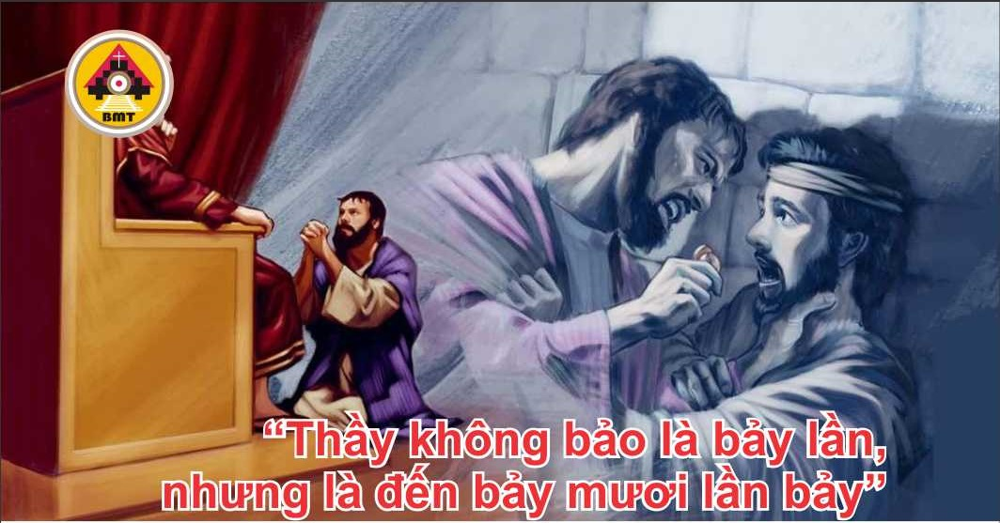 BMT
“Thầy không bảo là bảy lần,
nhưng là đến bảy mươi lần bảy”